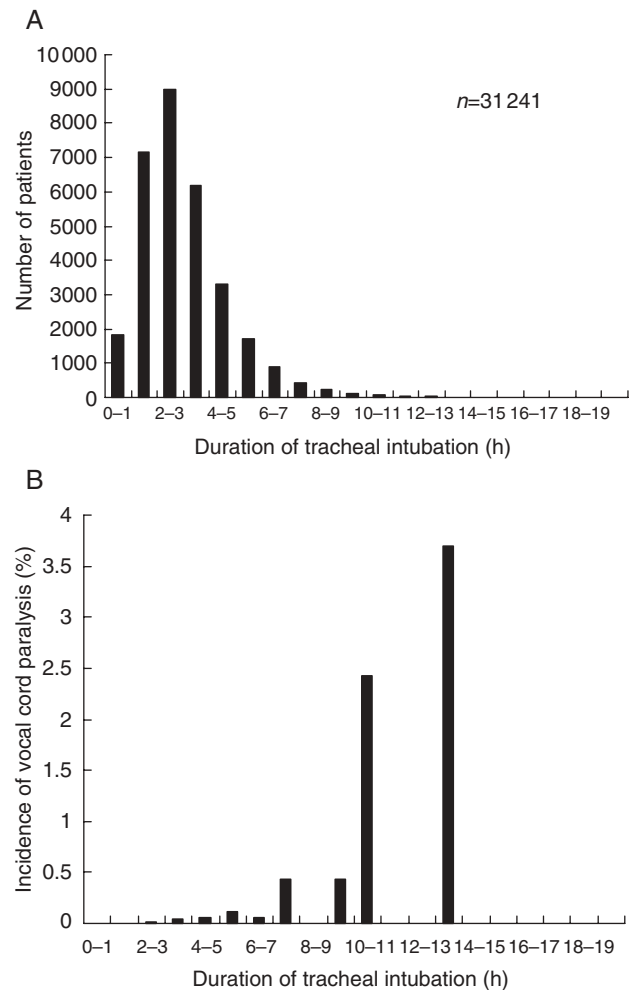 A
10 000
9000
8000
7000
6000
5000
4000
3000
2000
1000
0
Number of patients
n=31 241
0–1 2–3 4–5 6–7 8–9 10–11 12–13 14–15 16–17 18–19
Duration of tracheal intubation (h)
B
4
3.5
3
2.5
2
1.5
1
0.5
0
Incidence of vocal cord paralysis (%)
0–1 2–3 4–5 6–7 8–9 10–11 12–13 14–15 16–17 18–19
Duration of tracheal intubation (h)